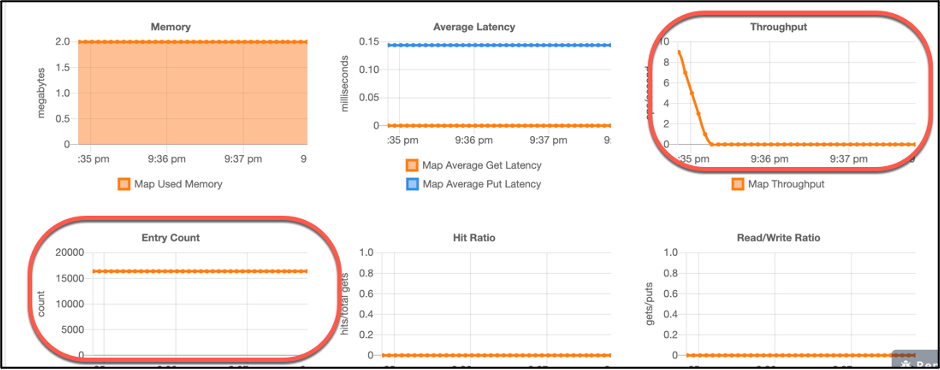 Memory
2.0
1.5
1.0
0.5
0
megabytes
:35 pm 9:36 pm 9:37 pm 9
Map Used Memory
Average Latency
0.15
0.10
0.05
0
milliseconds
:35 pm 9:36 pm 9:37 pm 9:
Map Average Get Latency
Map Average Put Latency
Throughput
10
8
6
4
2
0
:35 pm 9:36 pm 9:37 pm
Map Throughput
Entry Count
20000
15000
10000
5000
0
count
Hit Ratio
1.0
0.8
0.6
0.4
0.2
0
hits/total gets
Read/Write Ratio
1.0
0.8
0.6
0.4
0.2
0
gets/puts